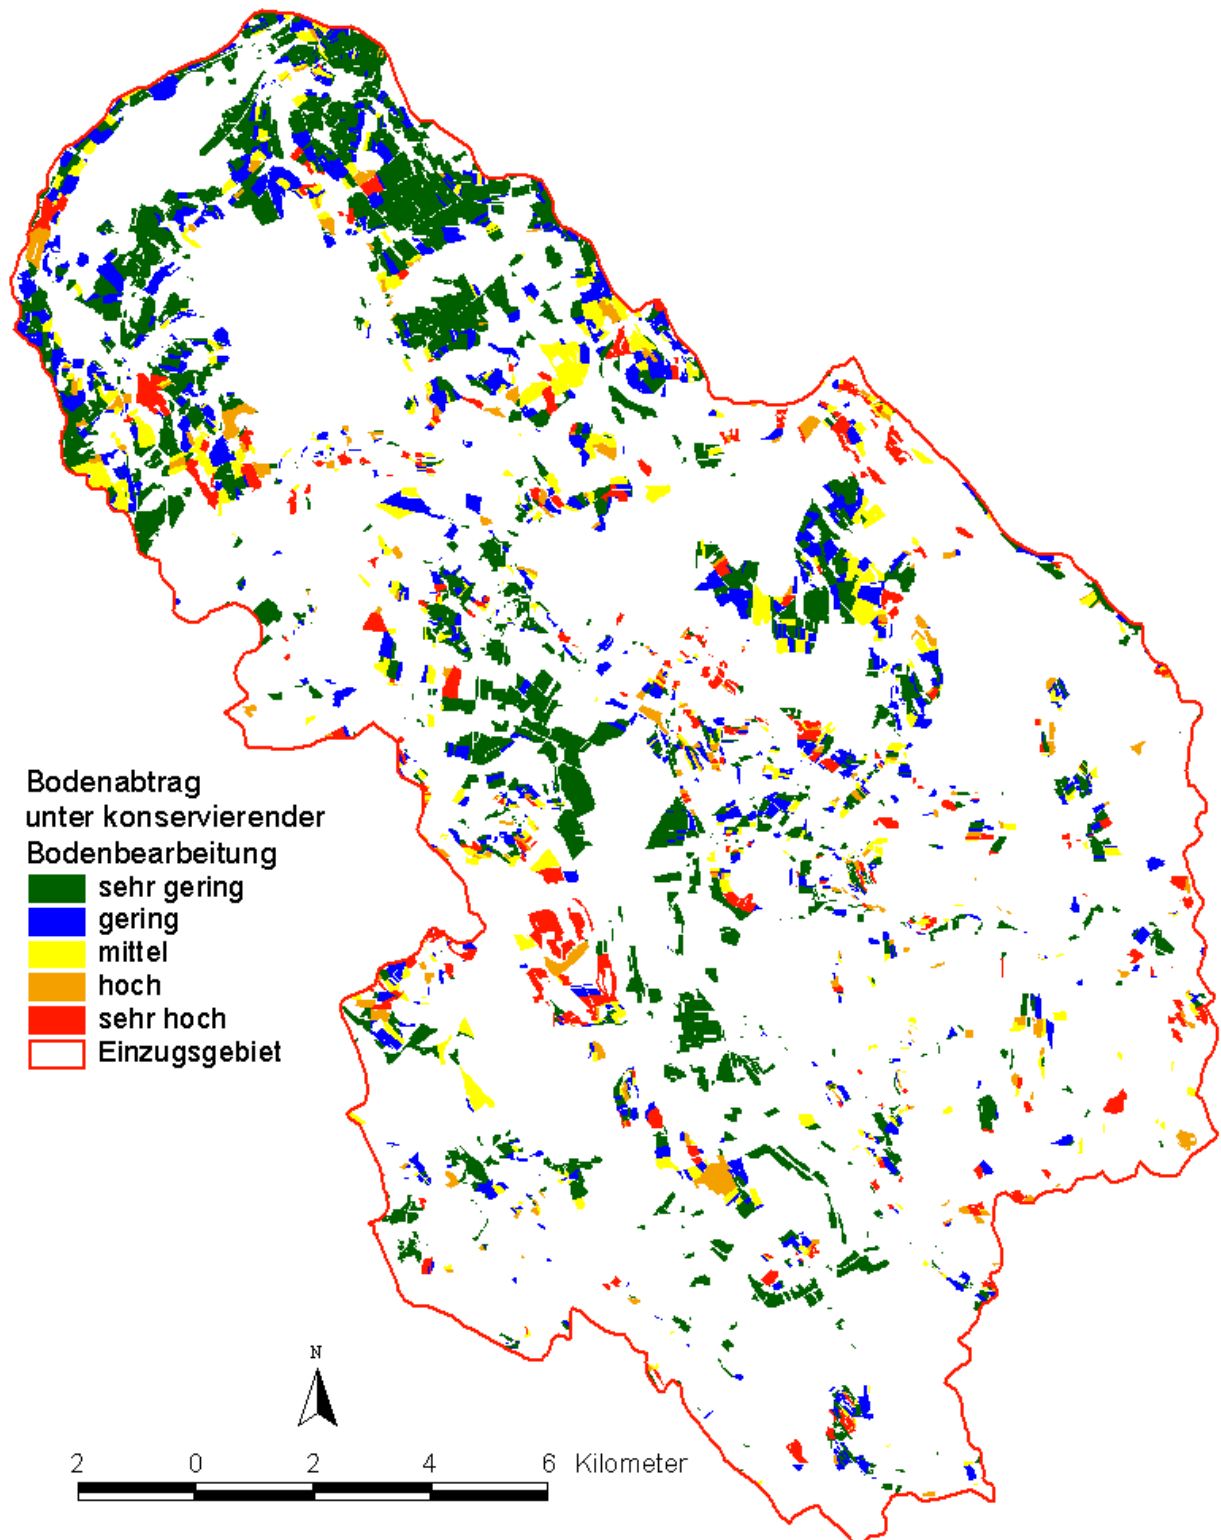 Bodenabtrag
unter konservierender
Bodenbearbeitung
sehr gering
gering
mittel
hoch
sehr hoch
Einzugsgebiet
N
2 0 2 4 6 Kilometer